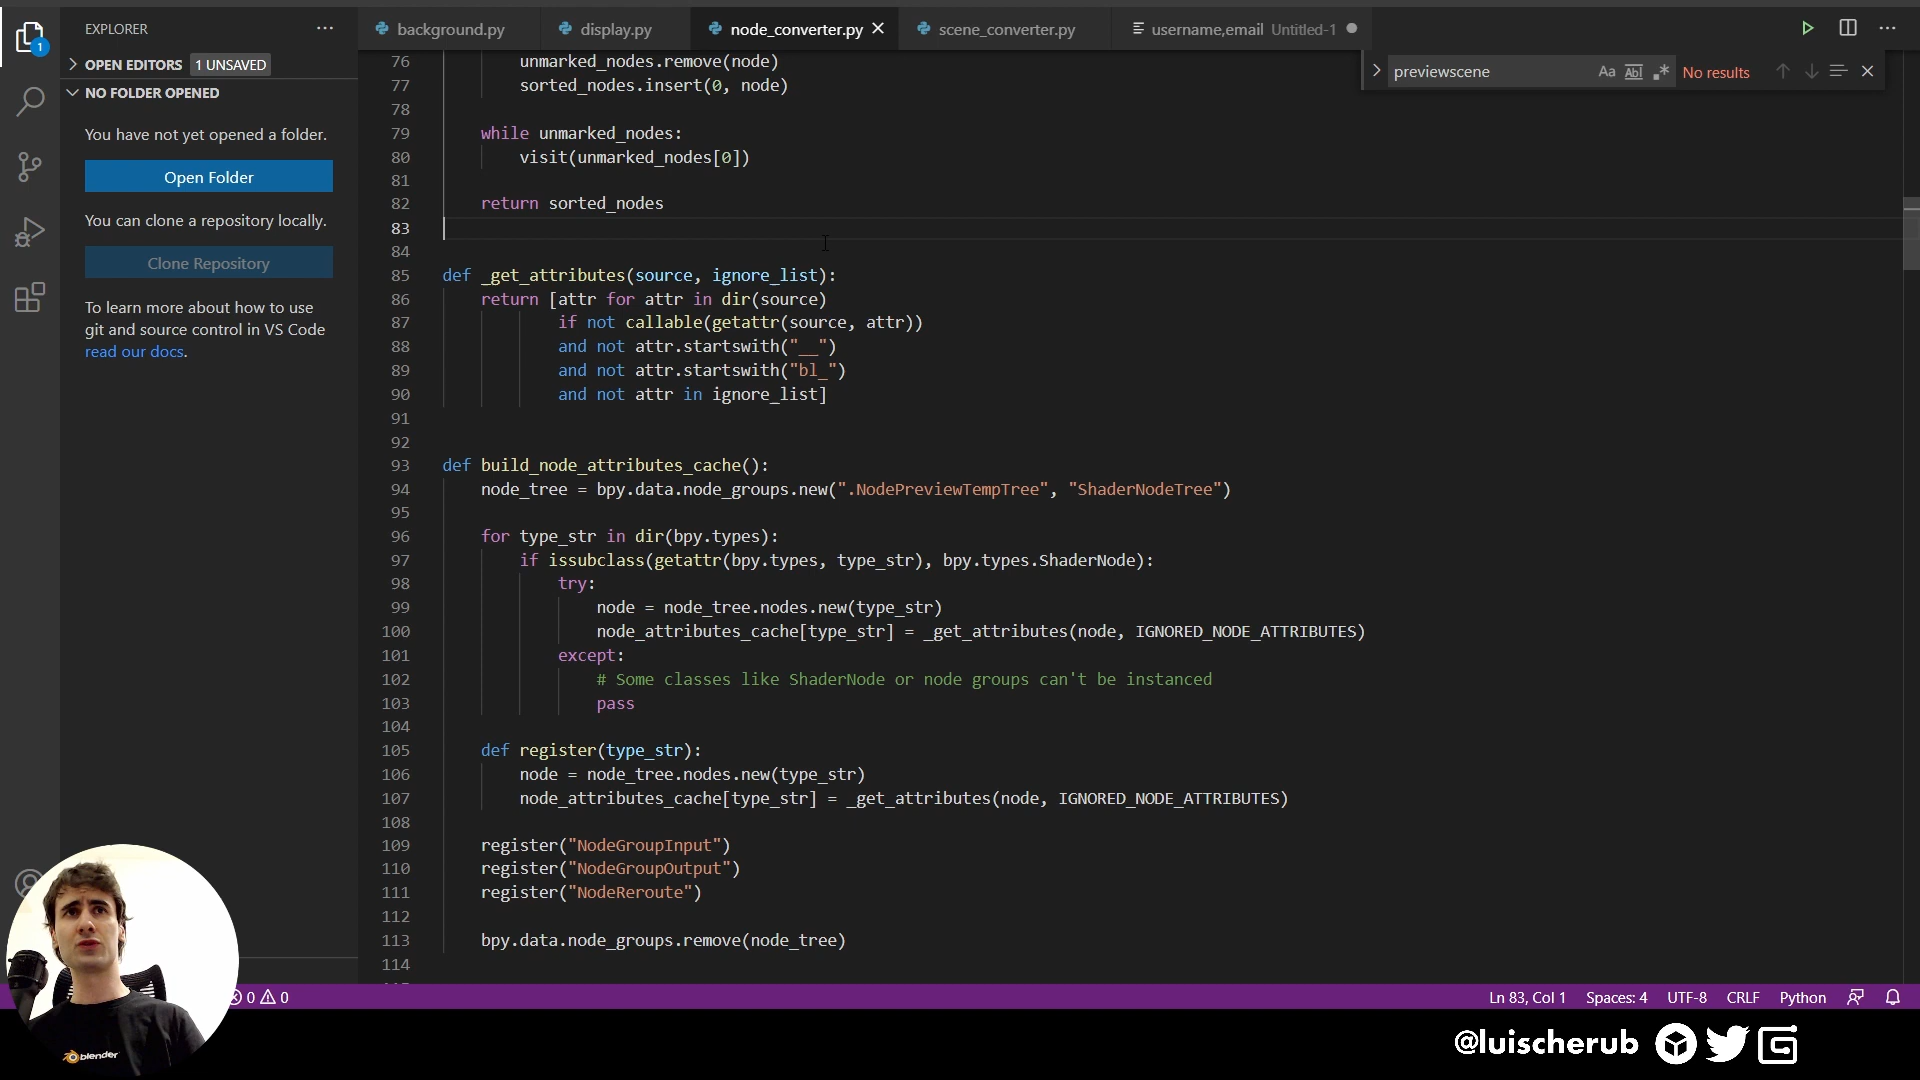 EXPLORER
OPEN EDITORS 1 UNSAVED
NO FOLDER OPENED
You have not yet opened a folder.
Open Folder
You can clone a repository locally.
Clone Repository
To learn more about how to use
git and source control in VS Code
read our docs.
1
background.py display.py node_converter.py scene_converter.py username,email Untitled-1
previewscene Aa Abl No results
76 unmarked_nodes.remove(node)
77 sorted_nodes.insert(0, node)
78
79 while unmarked_nodes:
80 visit(unmarked_nodes[0])
81
82 return sorted_nodes
83
84
85 def _get_attributes(source, ignore_list):
86 return [attr for attr in dir(source)
87 if not callable(getattr(source, attr))
88 and not attr.startswith("__")
89 and not attr.startswith("bl_")
90 and not attr in ignore_list]
91
92
93 def build_node_attributes_cache():
94 node_tree = bpy.data.node_groups.new(".NodePreviewTempTree", "ShaderNodeTree")
95
96 for type_str in dir(bpy.types):
97 if issubclass(getattr(bpy.types, type_str), bpy.types.ShaderNode):
98 try:
99 node = node_tree.nodes.new(type_str)
100 node_attributes_cache[type_str] = _get_attributes(node, IGNORED_NODE_ATTRIBUTES)
101 except:
102 # Some classes like ShaderNode or node groups can't be instanced
103 pass
104
105 def register(type_str):
106 node = node_tree.nodes.new(type_str)
107 node_attributes_cache[type_str] = _get_attributes(node, IGNORED_NODE_ATTRIBUTES)
108
109 register("NodeGroupInput")
110 register("NodeGroupOutput")
111 register("NodeReroute")
112
113 bpy.data.node_groups.remove(node_tree)
114
0 0 Ln 83, Col 1 Spaces: 4 UTF-8 CRLF Python
blender
@luischerub